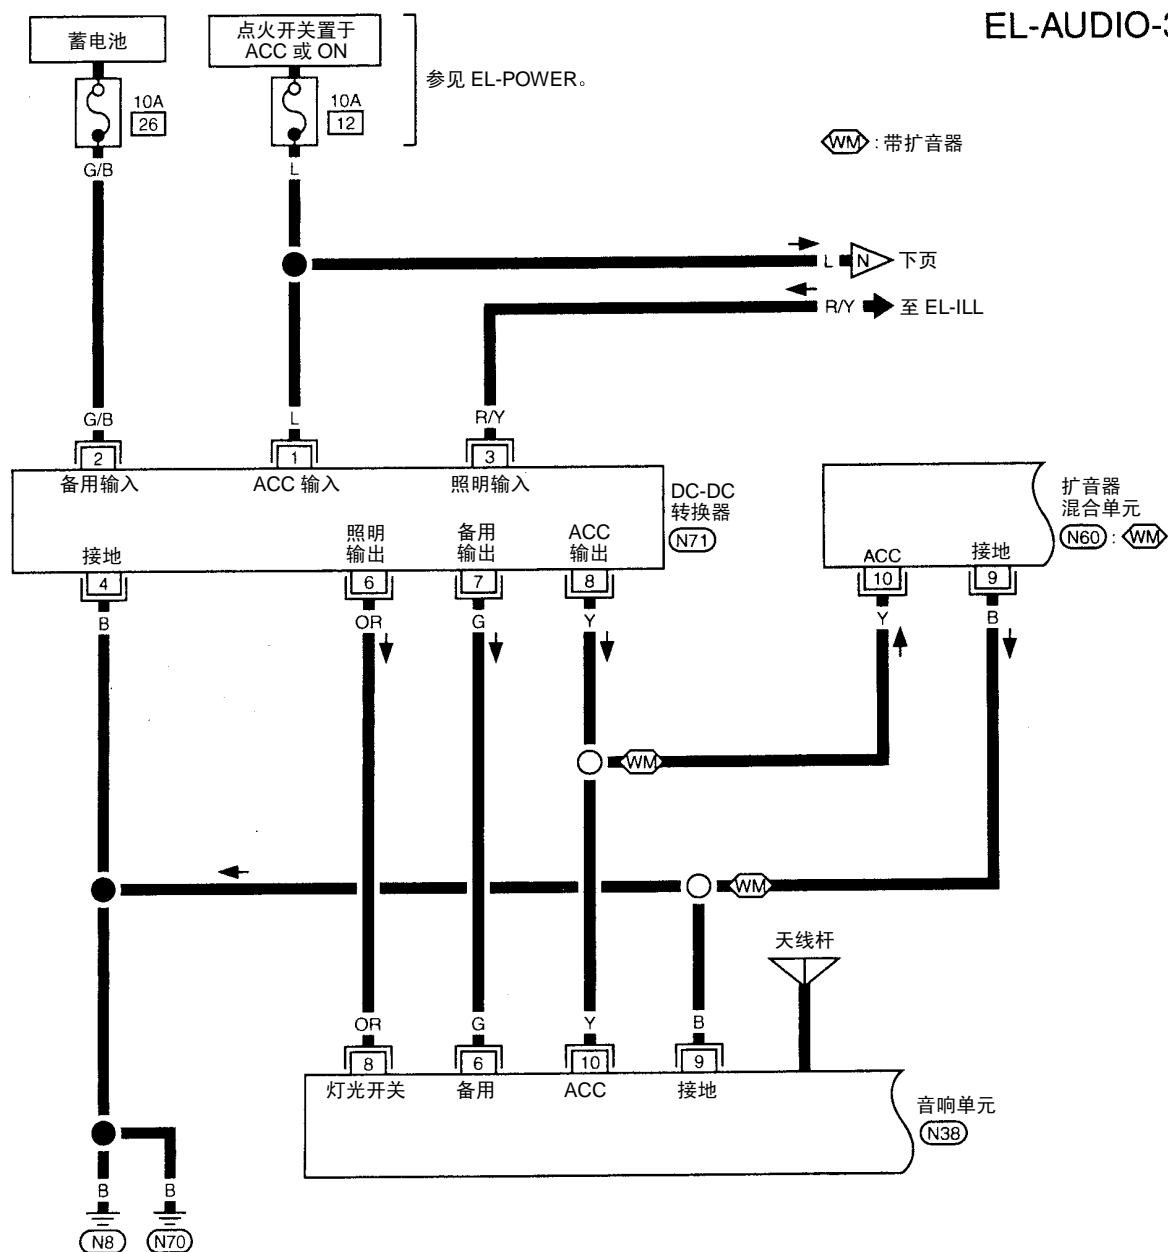 EL-AUDIO-3
蓄电池
点火开关置于
ACC 或 ON
参见 EL-POWER。
10A
26
10A
12
WM : 带扩音器
G/B
L
L
N
下页
R/Y
至 EL-ILL
G/B
L
R/Y
2
1
3
备用输入
ACC 输入
照明输入
DC-DC
转换器
N71
接地
照明
输出
备用
输出
ACC
输出
扩音器
混合单元
N60 : WM
ACC
接地
4
6
7
8
10
9
B
OR
G
Y
Y
B
WM
WM
天线杆
OR
G
Y
B
8
6
10
9
灯光开关
备用
ACC
接地
音响单元
N38
B
B
N8
N70